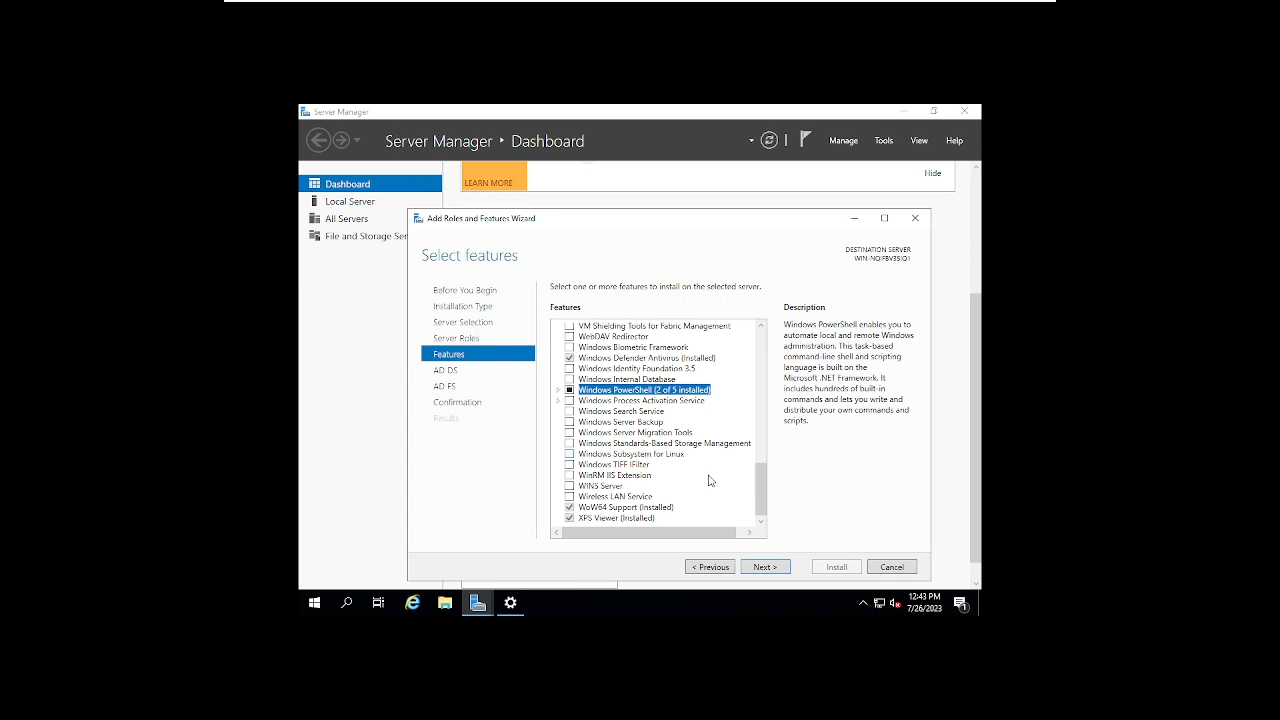 Server Manager
Server Manager • Dashboard
Manage
Tools
View
Help
Dashboard
Local Server
All Servers
File and Storage Ser
LEARN MORE
Hide
Add Roles and Features Wizard
Select features
DESTINATION SERVER
Before You Begin
Installation Type
Server Selection
Server Roles
Features
AD DS
AD FS
Confirmation
Results
Select one or more features to install on the selected server.
Features
VM Shielding Tools for Fabric Management
WebDAV Redirector
Windows Biometric Framework
Windows Defender Antivirus (Installed)
Windows Identity Foundation 3.5
Windows Internal Database
Windows PowerShell (2 of 5 installed)
Windows Process Activation Service
Windows Search Service
Windows Server Backup
Windows Server Migration Tools
Windows Standards-Based Storage Management
Windows Subsystem for Linux
Windows TIFF IFilter
WinRM IIS Extension
WINS Server
Wireless LAN Service
WoW64 Support (Installed)
XPS Viewer (Installed)
Description
Windows PowerShell enables you to
automate local and remote Windows
administration. This task-based
command-line shell and scripting
language is built on the
Microsoft .NET Framework. It
includes hundreds of built-in
commands and lets you write and
distribute your own commands and
scripts.
< Previous
Next >
Install
Cancel
12:43 PM
7/26/2023
1